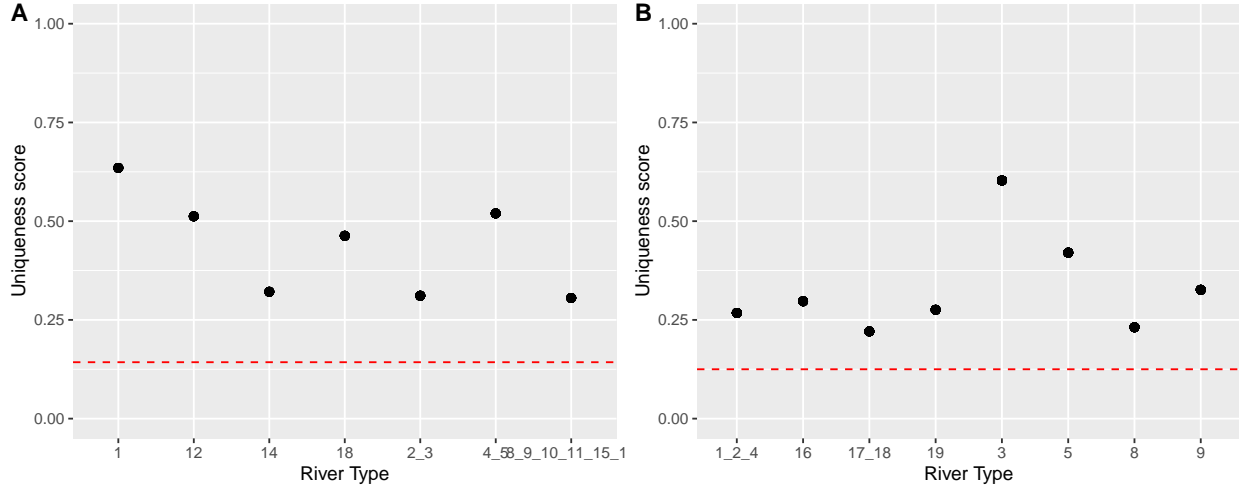 A
1.00
0.75
0.50
0.25
0.00
Uniqueness score
1 12 14 18 2_3 4_5 8_9_10_11_15_1
River Type
B
1.00
0.75
0.50
0.25
0.00
Uniqueness score
1_2_4 16 17_18 19 3 5 8 9
River Type